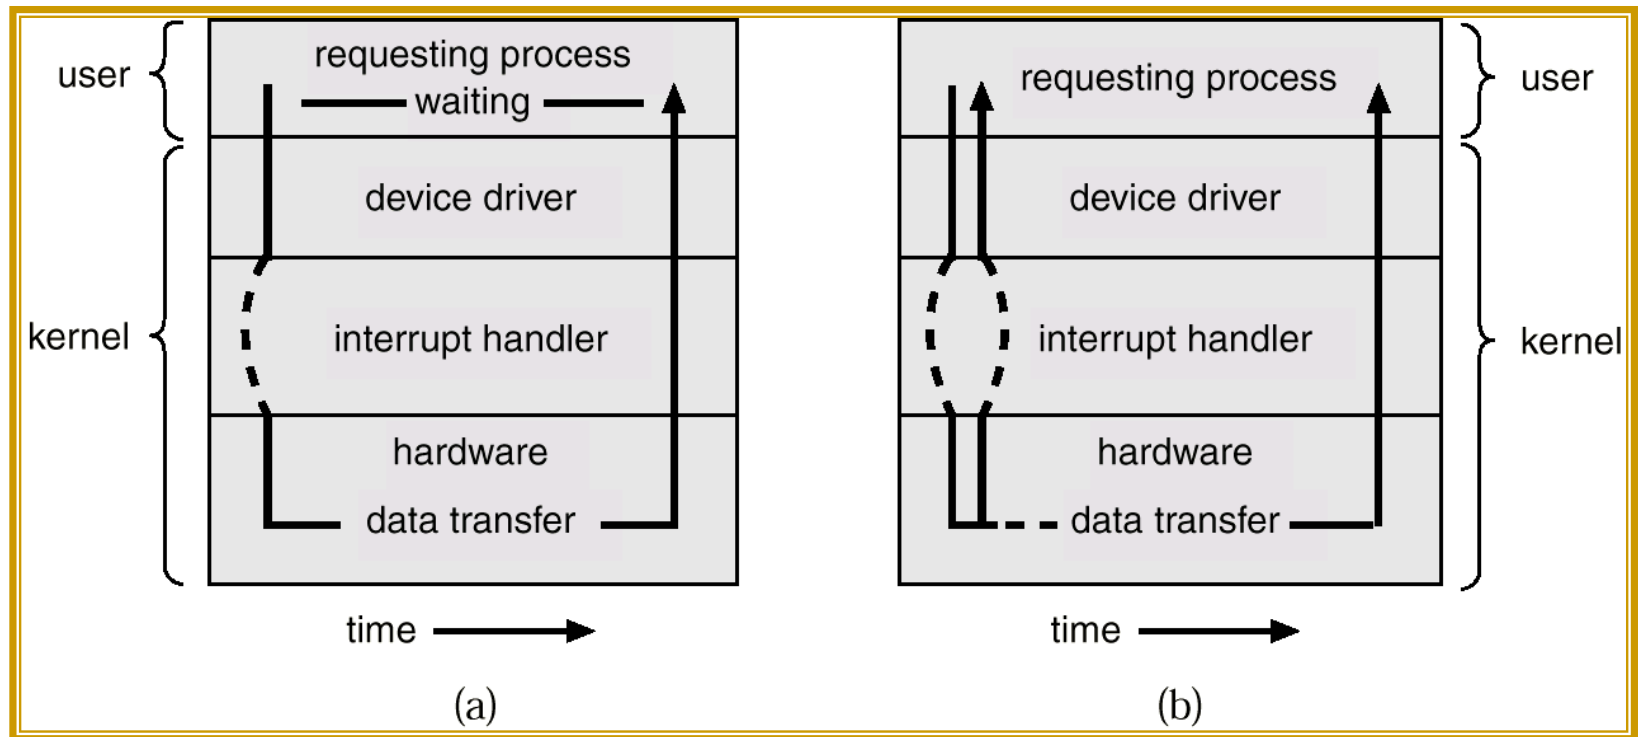 user
requesting process
waiting
device driver
kernel
interrupt handler
hardware
data transfer
time
(a)
requesting process
user
device driver
interrupt handler
kernel
hardware
data transfer
time
(b)